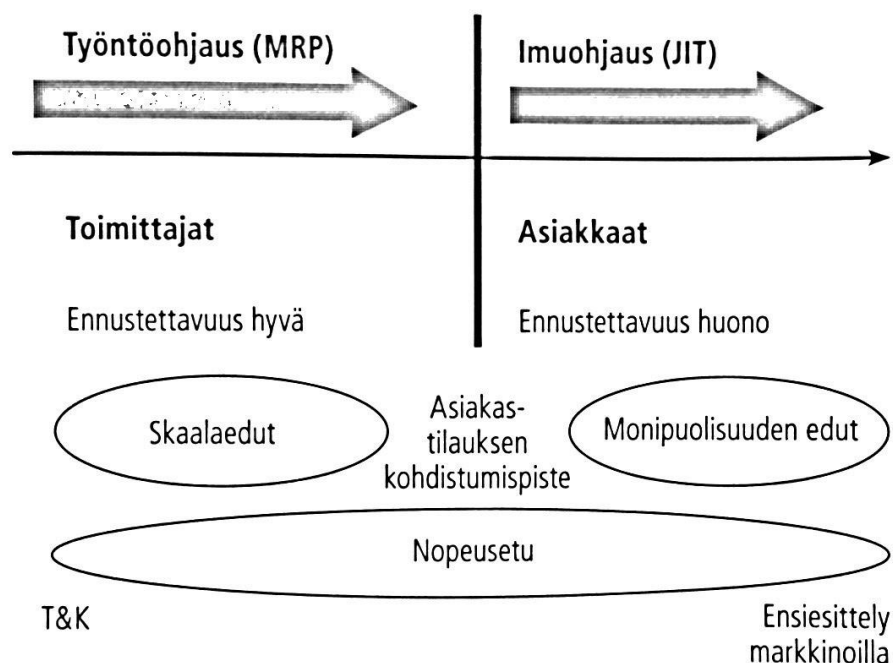 Työntöohjaus (MRP)
Imuohjaus (JIT)
Toimittajat
Asiakkaat
Ennustettavuus hyvä
Ennustettavuus huono
Skaalaedut
Asiakas-
tilauksen
kohdistumispiste
Monipuolisuuden edut
Nopeusetu
T&K
Ensiesittely
markkinoilla